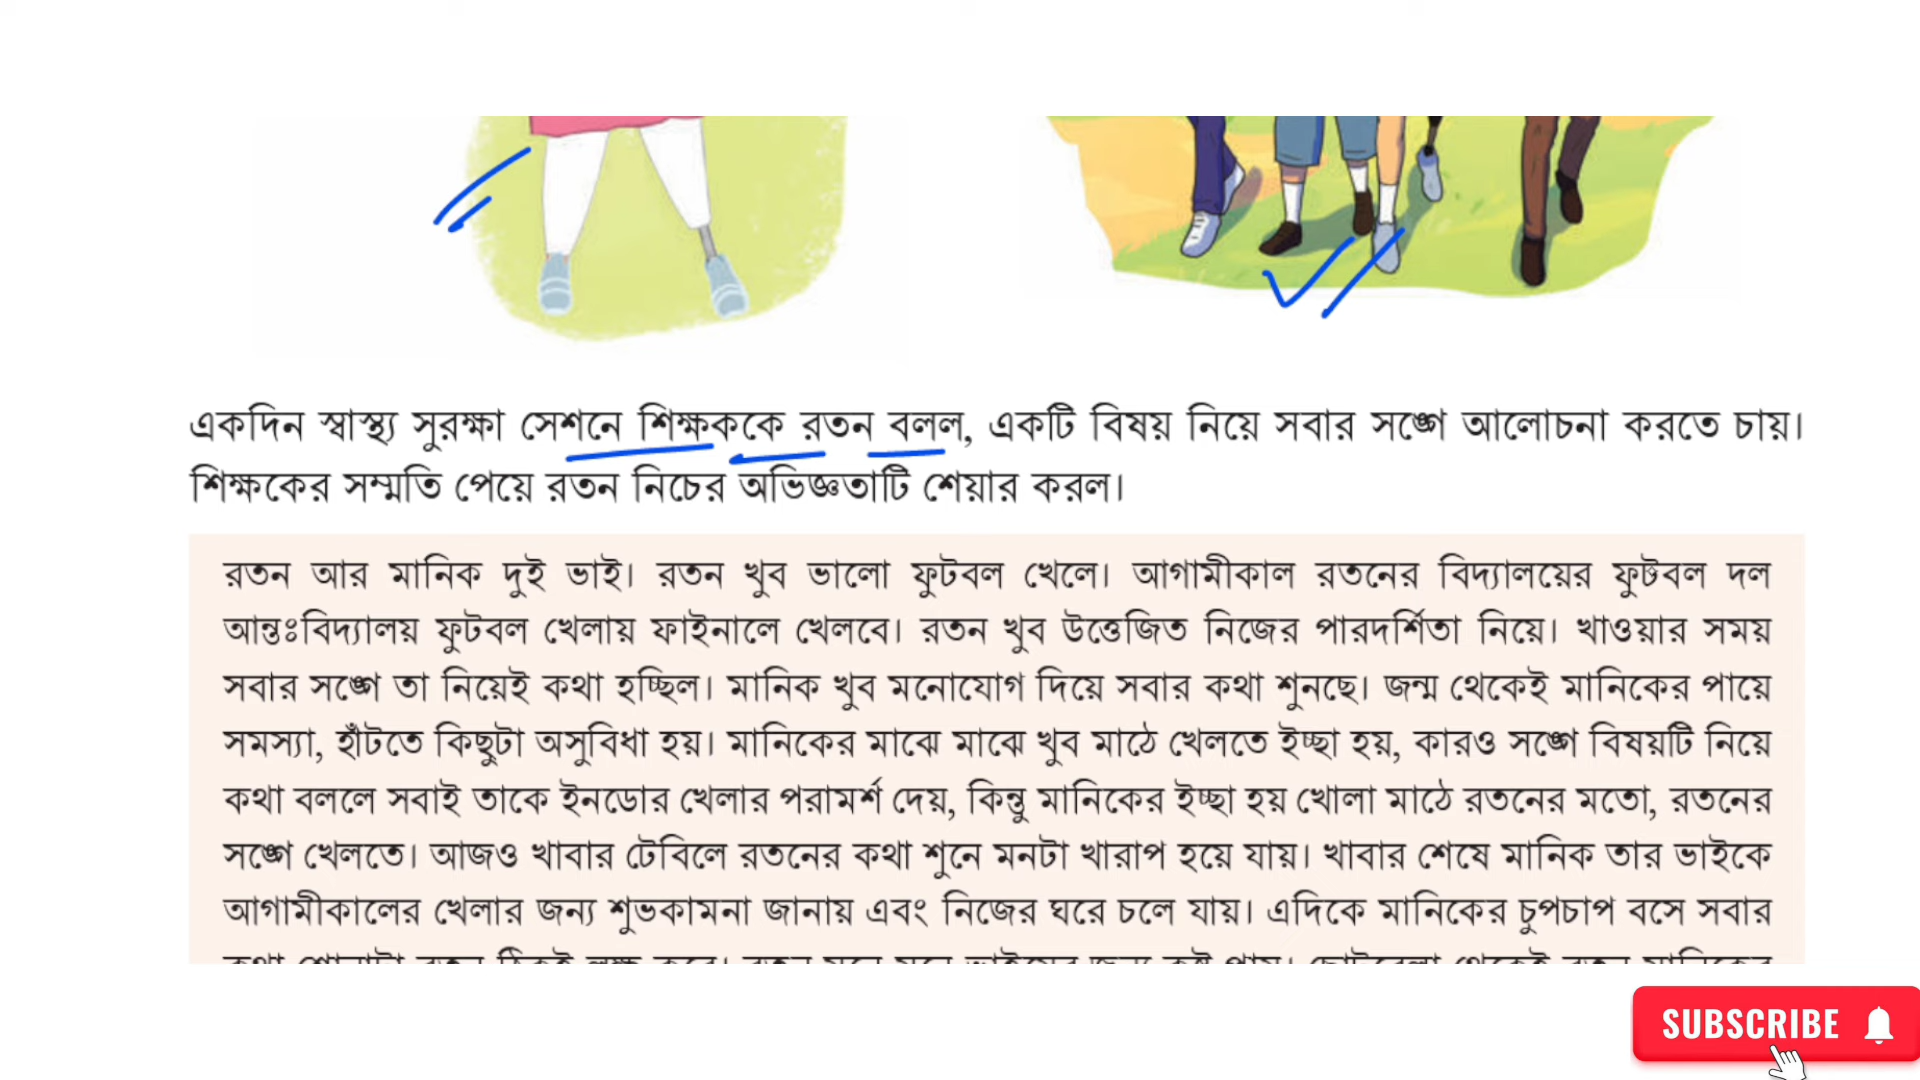 একদিন স্বাস্থ্য সুরক্ষা সেশনে শিক্ষককে রতন বলল, একটি বিষয় নিয়ে সবার সঙ্গে আলোচনা করতে চায়।
শিক্ষকের সম্মতি পেয়ে রতন নিচের অভিজ্ঞতাটি শেয়ার করল।
রতন আর মানিক দুই ভাই। রতন খুব ভালো ফুটবল খেলে। আগামীকাল রতনের বিদ্যালয়ের ফুটবল দল
আন্তঃবিদ্যালয় ফুটবল খেলায় ফাইনালে খেলবে। রতন খুব উত্তেজিত নিজের পারদর্শিতা নিয়ে। খাওয়ার সময়
সবার সঙ্গে তা নিয়েই কথা হচ্ছিল। মানিক খুব মনোযোগ দিয়ে সবার কথা শুনছে। জন্ম থেকেই মানিকের পায়ে
সমস্যা, হাঁটতে কিছুটা অসুবিধা হয়। মানিকের মাঝে মাঝে খুব মাঠে খেলতে ইচ্ছা হয়, কারও সঙ্গে বিষয়টি নিয়ে
কথা বললে সবাই তাকে ইনডোর খেলার পরামর্শ দেয়, কিন্তু মানিকের ইচ্ছা হয় খোলা মাঠে রতনের মতো, রতনের
সঙ্গে খেলতে। আজও খাবার টেবিলে রতনের কথা শুনে মনটা খারাপ হয়ে যায়। খাবার শেষে মানিক তার ভাইকে
আগামীকালের খেলার জন্য শুভকামনা জানায় এবং নিজের ঘরে চলে যায়। এদিকে মানিকের চুপচাপ বসে সবার
SUBSCRIBE